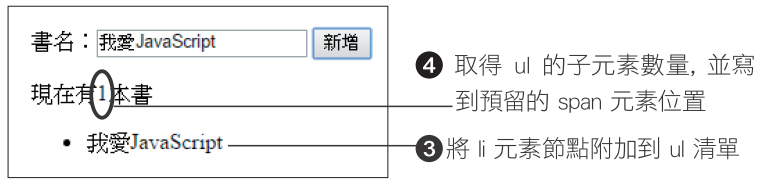 書名：我愛JavaScript 新增
現在有1本書
• 我愛JavaScript
❹ 取得 ul 的子元素數量, 並寫
到預留的 span 元素位置
❸ 將 li 元素節點附加到 ul 清單